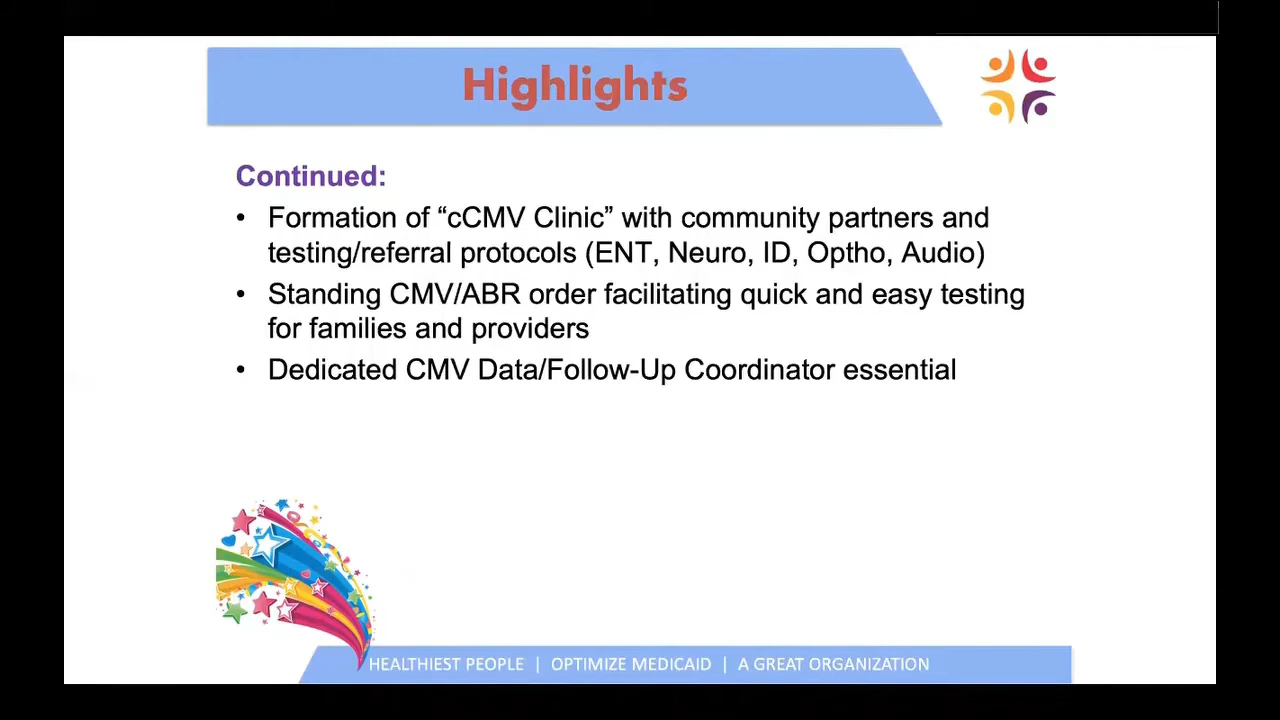 Highlights
Continued:
• Formation of “cCMV Clinic” with community partners and
testing/referral protocols (ENT, Neuro, ID, Optho, Audio)
• Standing CMV/ABR order facilitating quick and easy testing
for families and providers
• Dedicated CMV Data/Follow-Up Coordinator essential
HEALTHIEST PEOPLE | OPTIMIZE MEDICAID | A GREAT ORGANIZATION